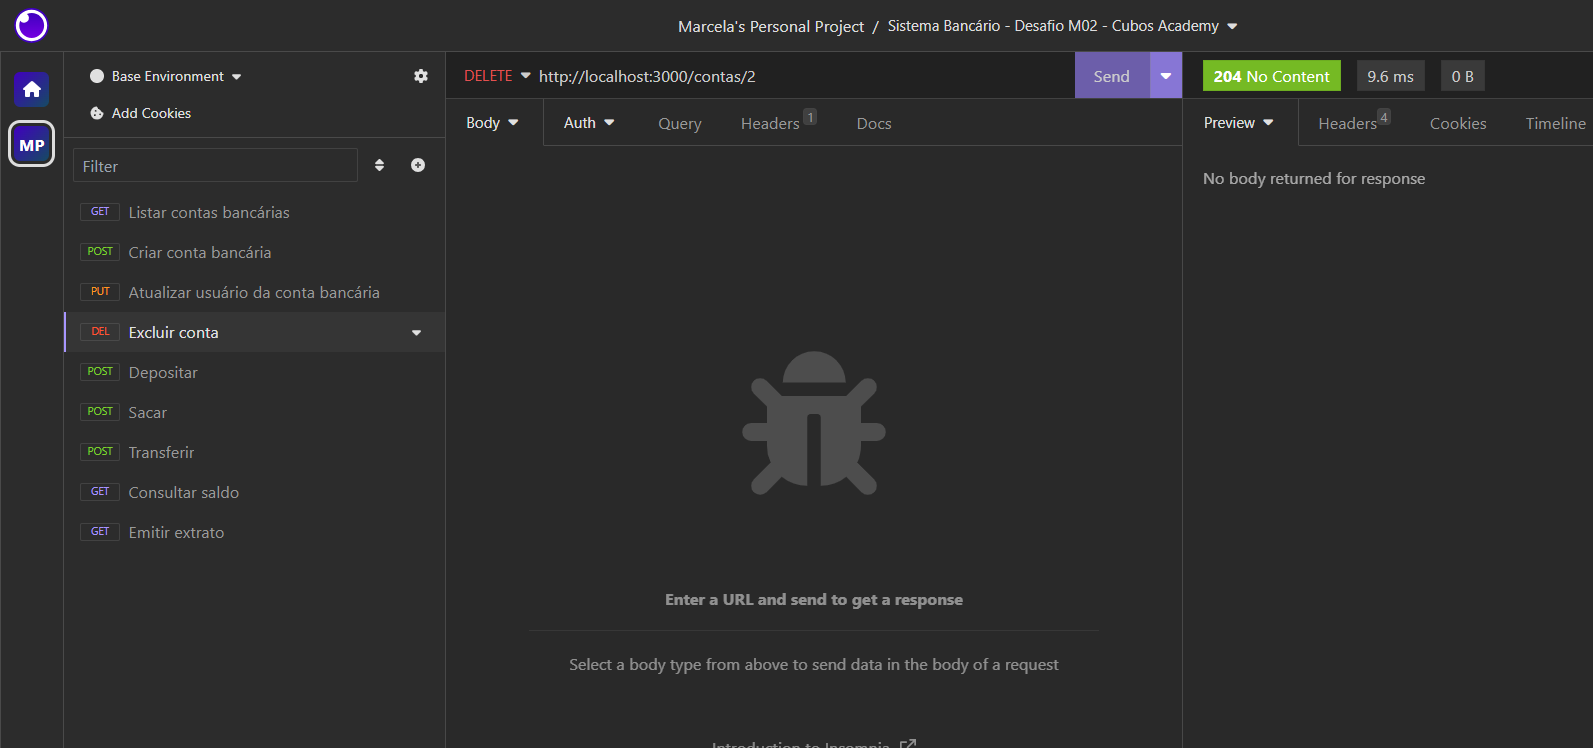 Marcela's Personal Project / Sistema Bancário - Desafio M02 - Cubos Academy
MP
Base Environment
Add Cookies
Filter
GET Listar contas bancárias
POST Criar conta bancária
PUT Atualizar usuário da conta bancária
DEL Excluir conta
POST Depositar
POST Sacar
POST Transferir
GET Consultar saldo
GET Emitir extrato
DELETE http://localhost:3000/contas/2 Send
Body Auth Query Headers 1 Docs
Enter a URL and send to get a response
Select a body type from above to send data in the body of a request
Introduction to Insomnia
204 No Content 9.6 ms 0 B
Preview Headers 4 Cookies Timeline
No body returned for response